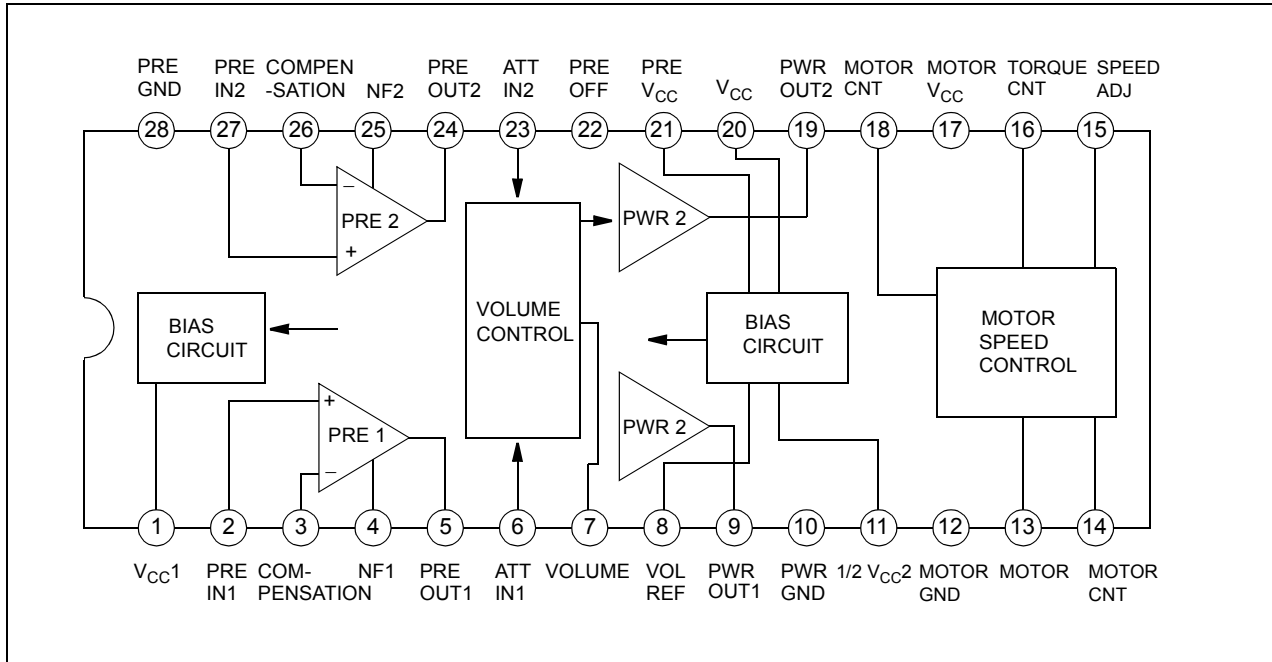 PRE GND
PRE IN2
COMPEN -SATION
NF2
PRE OUT2
ATT IN2
PRE OFF
PRE VCC
VCC
PWR OUT2
MOTOR CNT
MOTOR VCC
TORQUE CNT
SPEED ADJ
28
27
26
25
24
23
22
21
20
19
18
17
16
15
−
PRE 2
+
PWR 2
VOLUME
CONTROL
BIAS
CIRCUIT
BIAS
CIRCUIT
MOTOR
SPEED
CONTROL
+
PRE 1
−
PWR 2
1
2
3
4
5
6
7
8
9
10
11
12
13
14
VCC1
PRE IN1
COM- PENSATION
NF1
PRE OUT1
ATT IN1
VOLUME
VOL REF
PWR OUT1
PWR GND
1/2 VCC2
MOTOR GND
MOTOR
MOTOR CNT